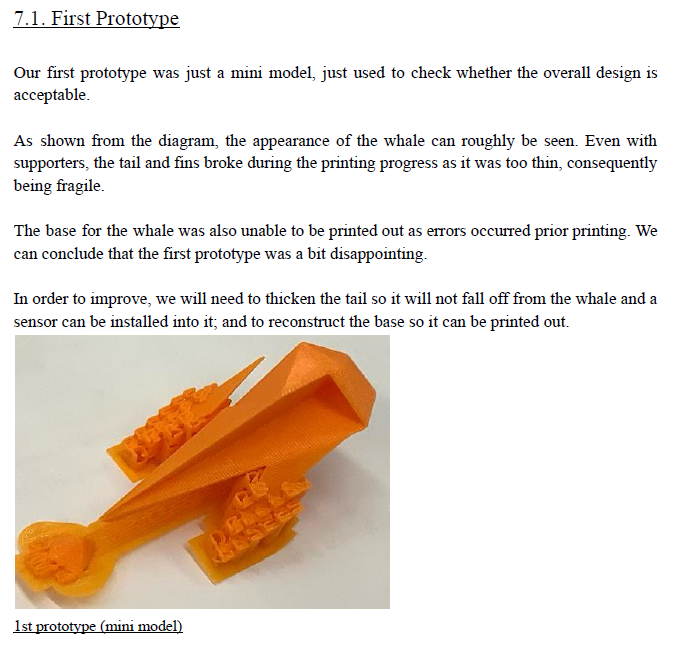 7.1. First Prototype
Our first prototype was just a mini model, just used to check whether the overall design is
acceptable.
As shown from the diagram, the appearance of the whale can roughly be seen. Even with
supporters, the tail and fins broke during the printing progress as it was too thin, consequently
being fragile.
The base for the whale was also unable to be printed out as errors occurred prior printing. We
can conclude that the first prototype was a bit disappointing.
In order to improve, we will need to thicken the tail so it will not fall off from the whale and a
sensor can be installed into it; and to reconstruct the base so it can be printed out.
1st prototype (mini model)